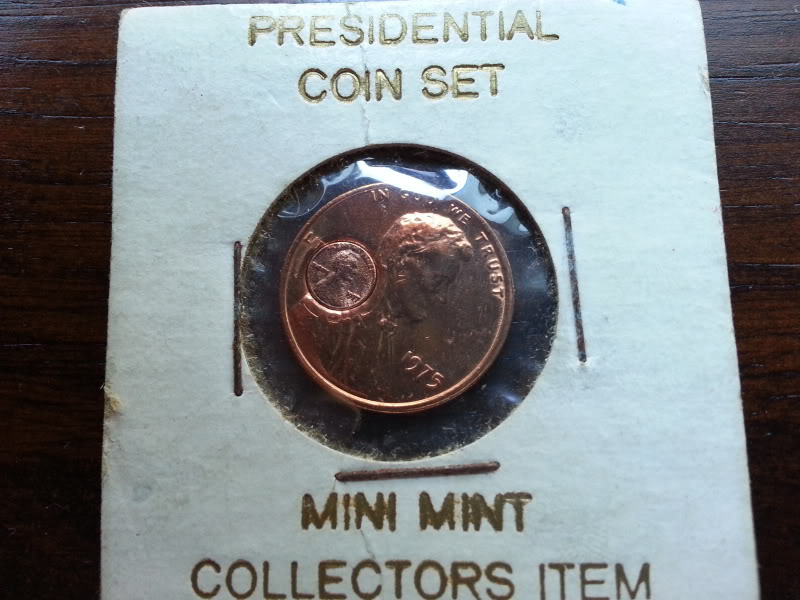 PRESIDENTIAL
COIN SET
IN GOD WE TRUST
1975
MINI MINT
COLLECTORS ITEM